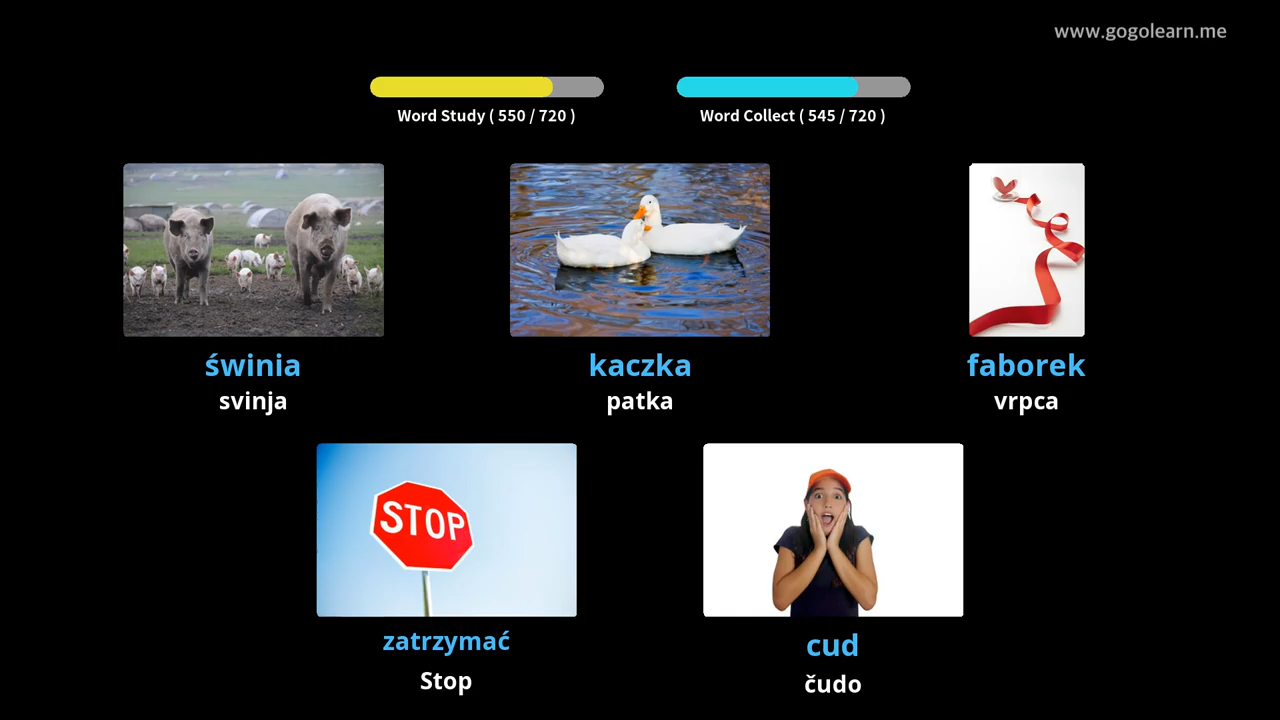 www.gogolearn.me
Word Study ( 550 / 720 )
Word Collect ( 545 / 720 )
świnia
svinja
kaczka
patka
faborek
vrpca
STOP
zatrzymać
Stop
cud
čudo